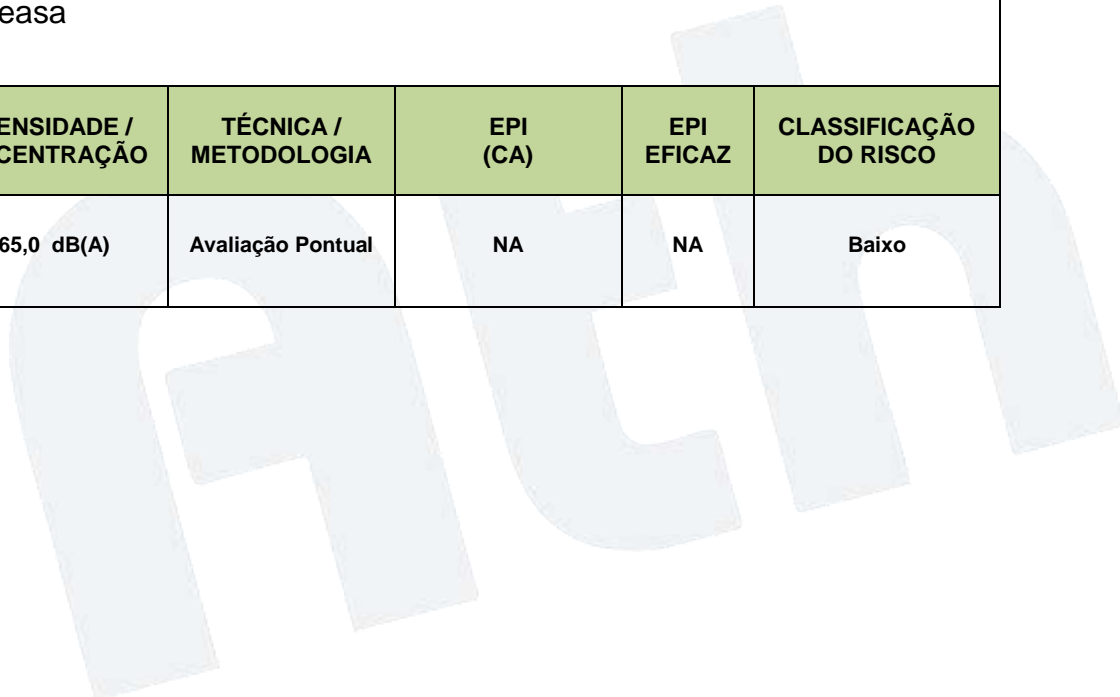 easa
ENSIDADE / TÉCNICA / EPI EPI CLASSIFICAÇÃO
CENTRAÇÃO METODOLOGIA (CA) EFICAZ DO RISCO
65,0 dB(A) Avaliação Pontual NA NA Baixo
Ath